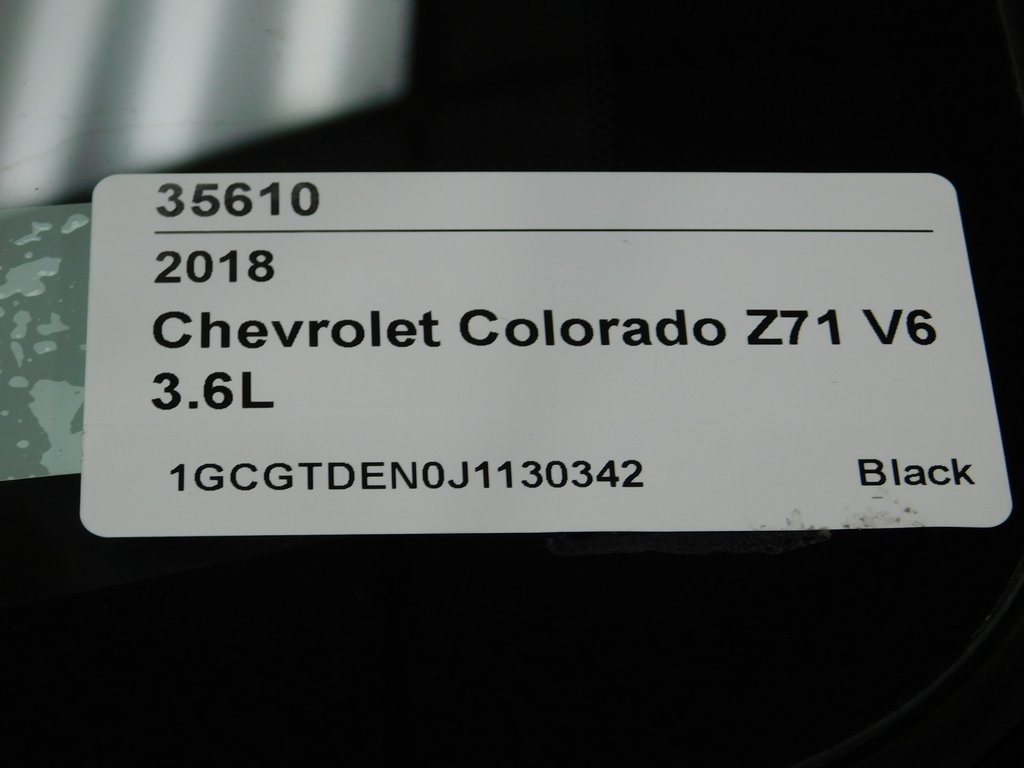 35610
2018
Chevrolet Colorado Z71 V6
3.6L
1GCGTDEN0J1130342 Black